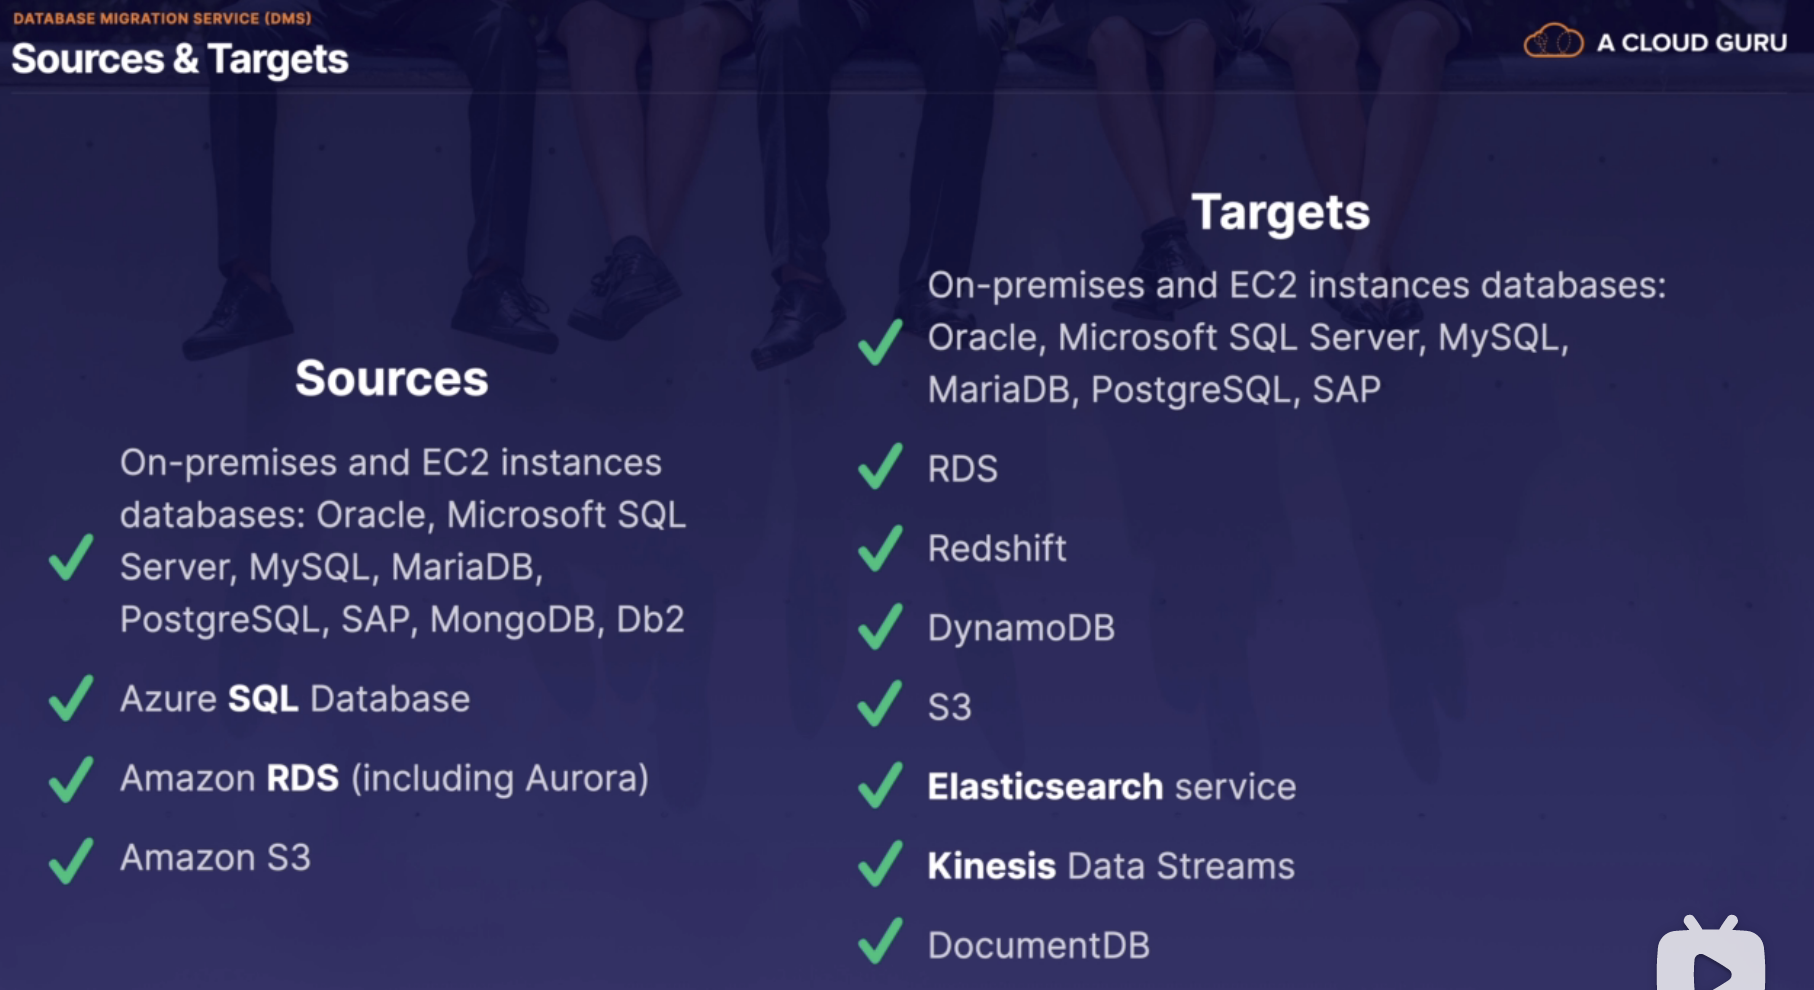 DATABASE MIGRATION SERVICE (DMS)
Sources & Targets
A CLOUD GURU
Sources
On-premises and EC2 instances
databases: Oracle, Microsoft SQL
Server, MySQL, MariaDB,
PostgreSQL, SAP, MongoDB, Db2
Azure SQL Database
Amazon RDS (including Aurora)
Amazon S3
Targets
On-premises and EC2 instances databases:
Oracle, Microsoft SQL Server, MySQL,
MariaDB, PostgreSQL, SAP
RDS
Redshift
DynamoDB
S3
Elasticsearch service
Kinesis Data Streams
DocumentDB